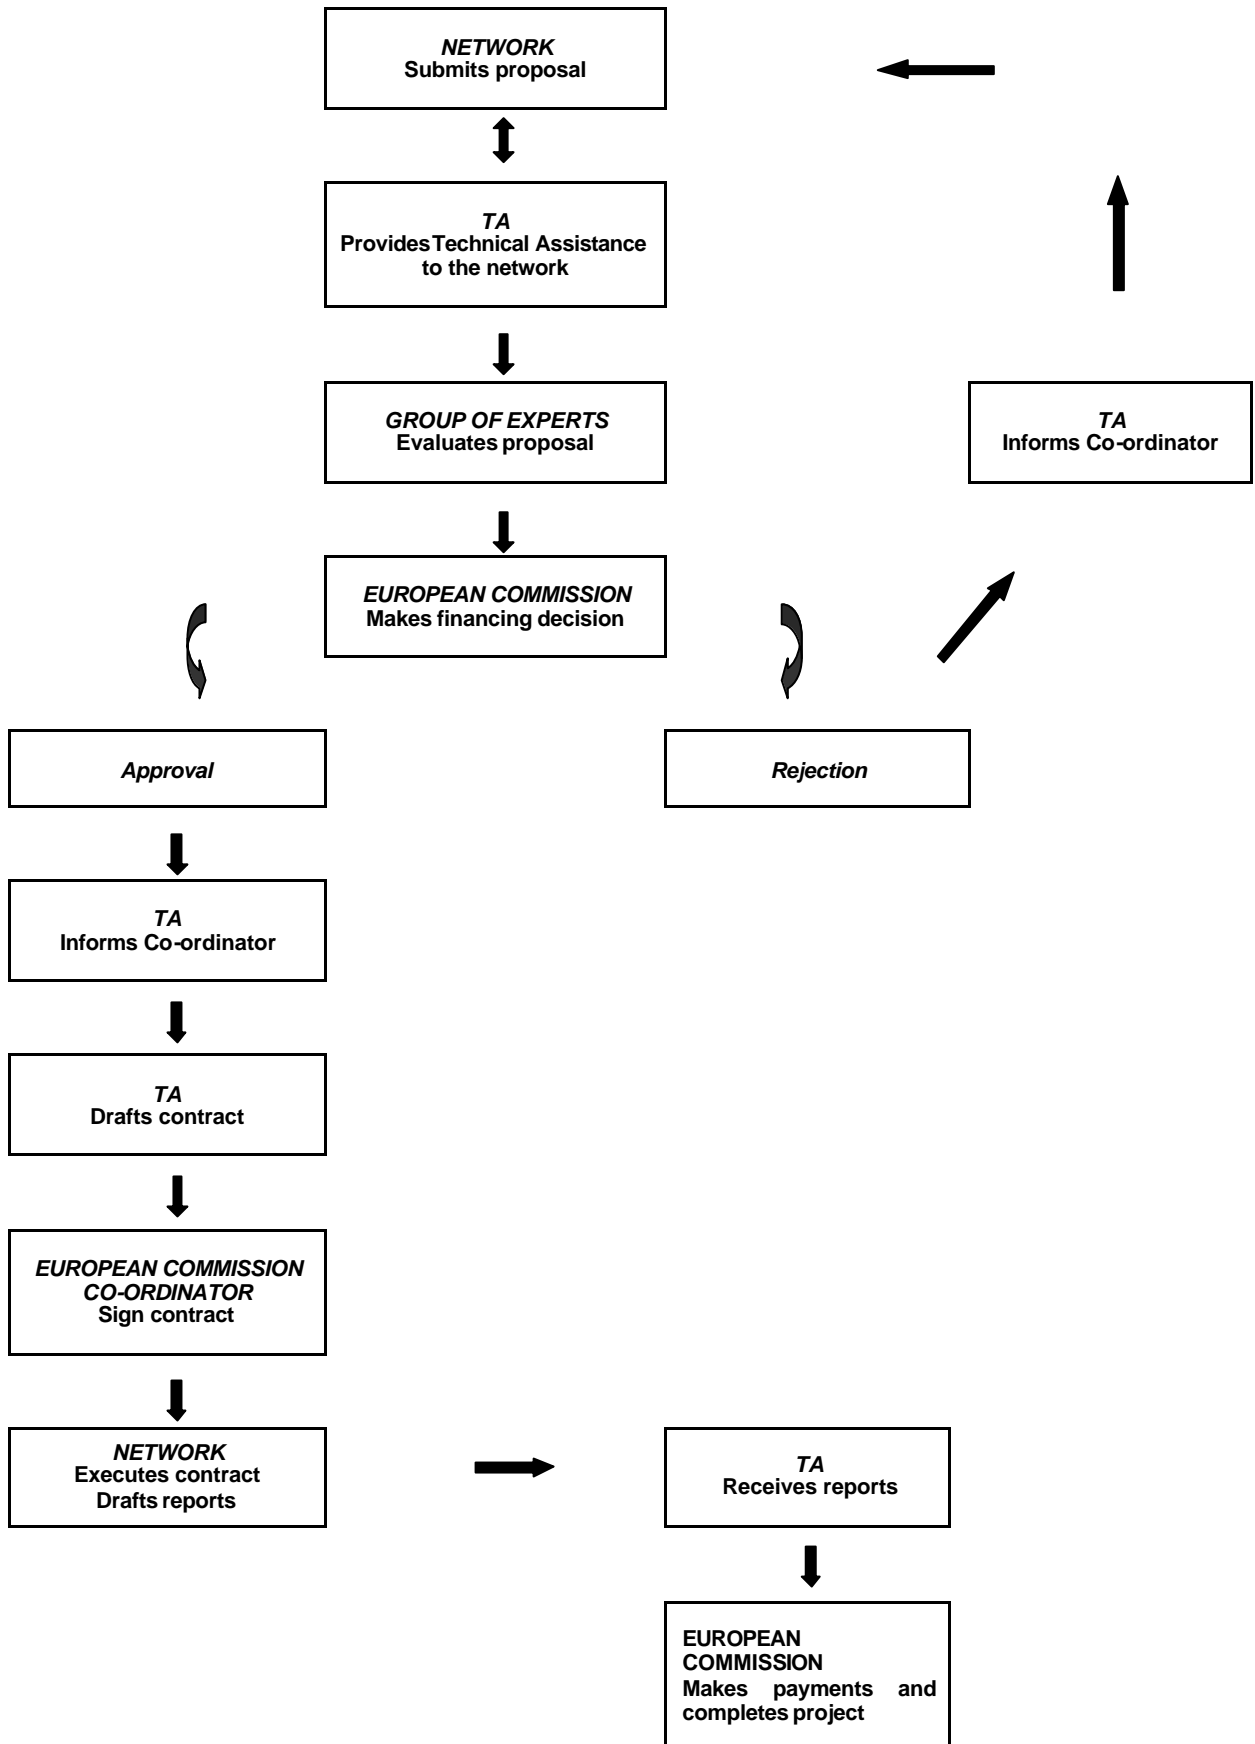 NETWORK
Submits proposal
TA
Provides Technical Assistance
to the network
GROUP OF EXPERTS
Evaluates proposal
TA
Informs Co-ordinator
EUROPEAN COMMISSION
Makes financing decision
Approval
Rejection
TA
Informs Co-ordinator
TA
Drafts contract
EUROPEAN COMMISSION
CO-ORDINATOR
Sign contract
NETWORK
Executes contract
Drafts reports
TA
Receives reports
EUROPEAN
COMMISSION
Makes payments and
completes project